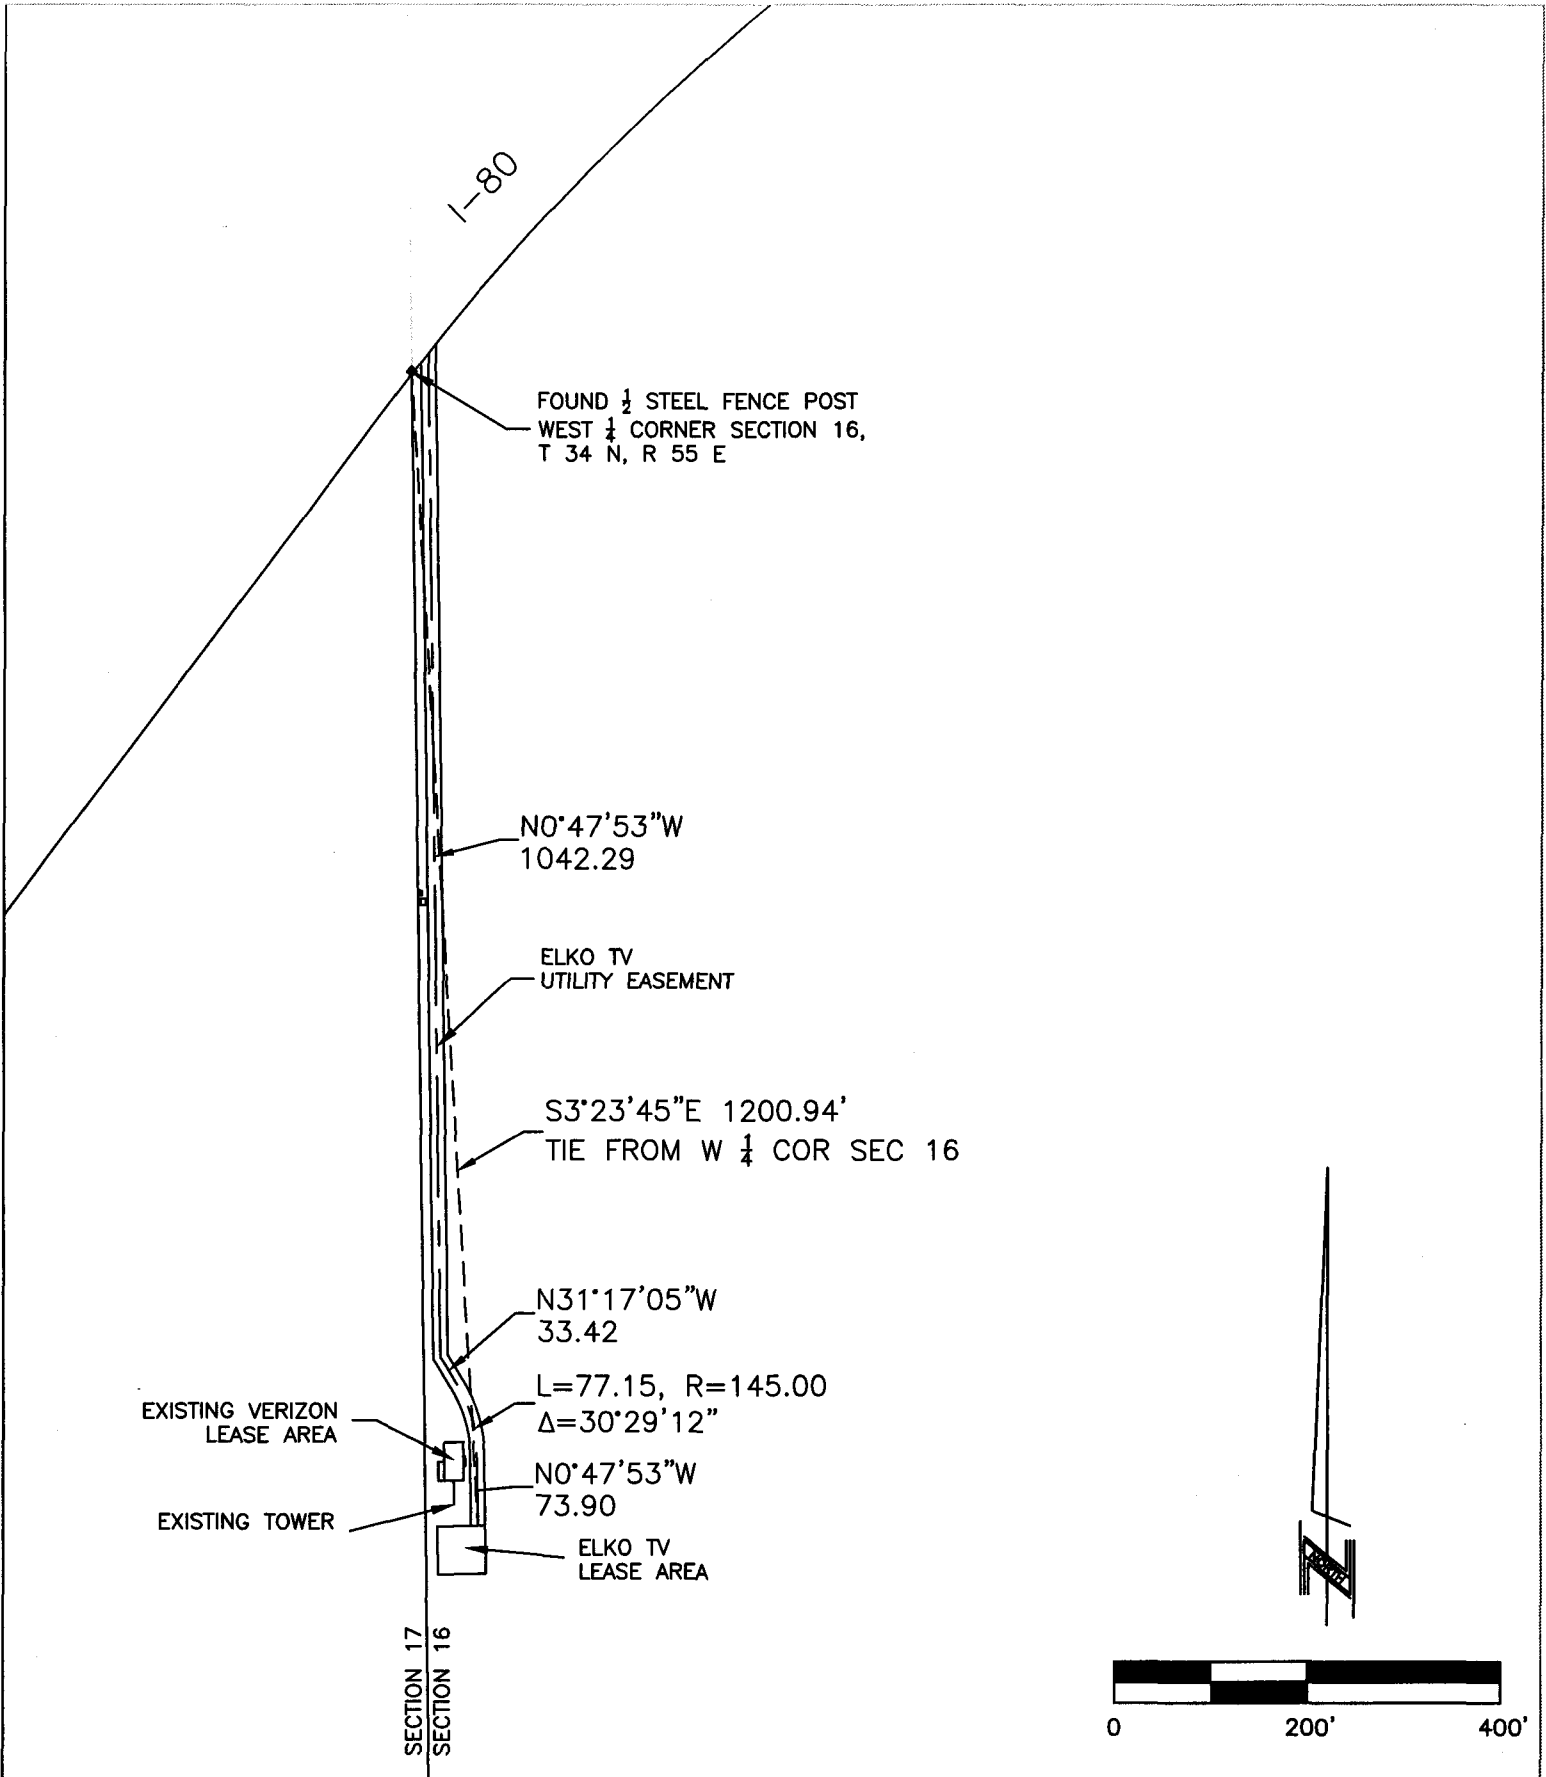 I-80
FOUND 1/2 STEEL FENCE POST
WEST 1/4 CORNER SECTION 16,
T 34 N, R 55 E
N0°47'53"W
1042.29
ELKO TV
UTILITY EASEMENT
S3°23'45"E 1200.94'
TIE FROM W 1/4 COR SEC 16
N31°17'05"W
33.42
L=77.15, R=145.00
Δ=30°29'12"
EXISTING VERIZON
LEASE AREA
N0°47'53"W
73.90
EXISTING TOWER
ELKO TV
LEASE AREA
SECTION 17
SECTION 16
NORTH
0 200' 400'